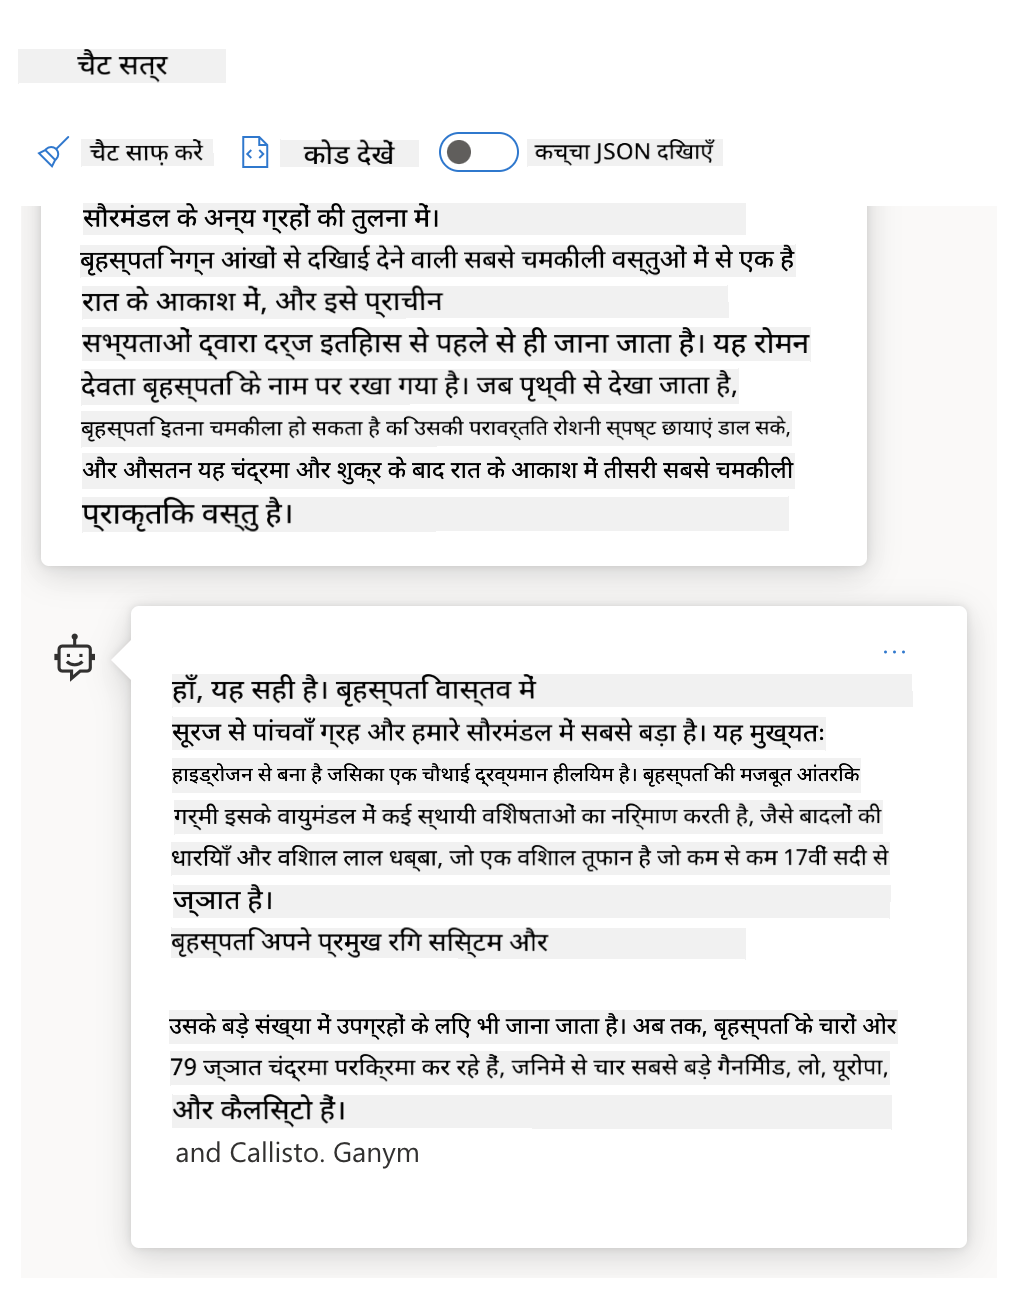 चैट सत्र
चैट साफ़ करें
कोड देखें
कच्चा JSON दिखाएँ
सौरमंडल के अन्य ग्रहों की तुलना में।
बृहस्पति नग्न आंखों से दिखाई देने वाली सबसे चमकीली वस्तुओं में से एक है
रात के आकाश में, और इसे प्राचीन
सभ्यताओं द्वारा दर्ज इतिहास से पहले से ही जाना जाता है। यह रोमन
देवता बृहस्पति के नाम पर रखा गया है। जब पृथ्वी से देखा जाता है,
बृहस्पति इतना चमकीला हो सकता है कि उसकी परावर्तित रोशनी स्पष्ट छायाएं डाल सके,
और औसतन यह चंद्रमा और शुक्र के बाद रात के आकाश में तीसरी सबसे चमकीली
प्राकृतिक वस्तु है।
हाँ, यह सही है। बृहस्पति वास्तव में
सूरज से पांचवाँ ग्रह और हमारे सौरमंडल में सबसे बड़ा है। यह मुख्यतः
हाइड्रोजन से बना है जिसका एक चौथाई द्रव्यमान हीलियम है। बृहस्पति की मजबूत आंतरिक
गर्मी इसके वायुमंडल में कई स्थायी विशेषताओं का निर्माण करती है, जैसे बादलों की
धारियाँ और विशाल लाल धब्बा, जो एक विशाल तूफान है जो कम से कम 17वीं सदी से
ज्ञात है।
बृहस्पति अपने प्रमुख रिंग सिस्टम और
उसके बड़े संख्या में उपग्रहों के लिए भी जाना जाता है। अब तक, बृहस्पति के चारों ओर
79 ज्ञात चंद्रमा परिक्रमा कर रहे हैं, जिनमें से चार सबसे बड़े गैनीमीड, लो, यूरोपा,
और कैलिस्टो हैं।
and Callisto. Ganym